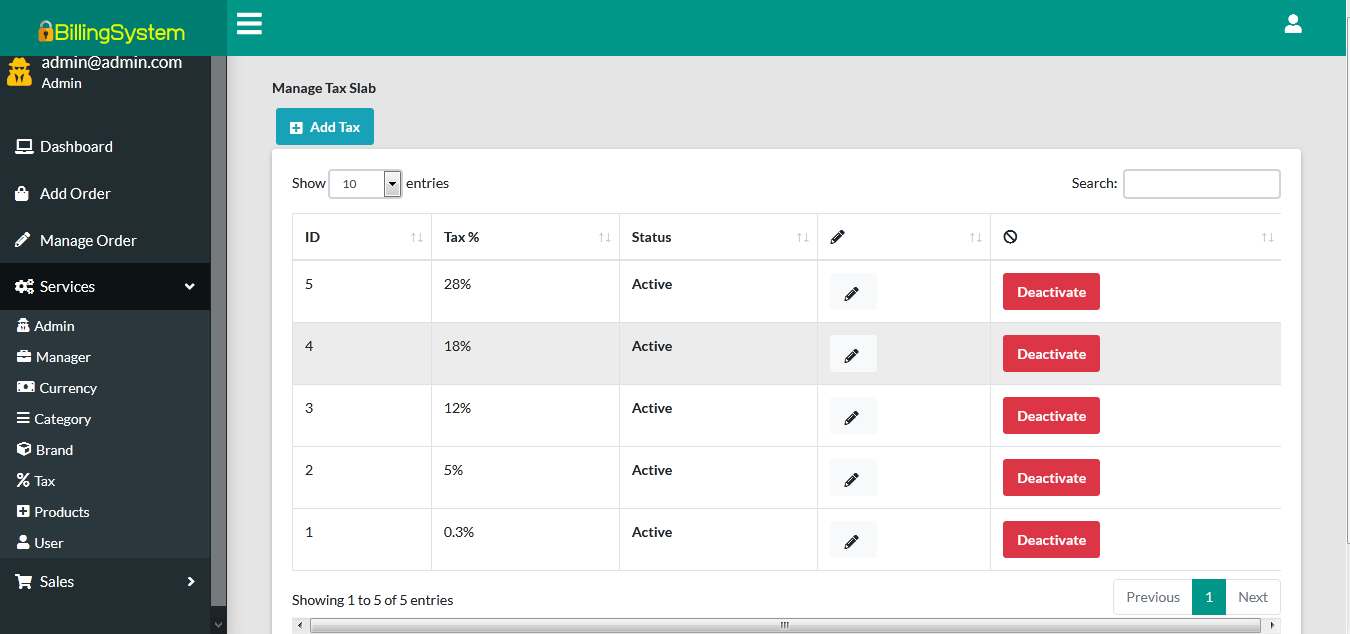 BillingSystem
admin@admin.com
Admin
Dashboard
Add Order
Manage Order
Services
Admin
Manager
Currency
Category
Brand
Tax
Products
User
Sales
Manage Tax Slab
Add Tax
Show 10 entries
Search:
ID Tax % Status
5 28% Active Deactivate
4 18% Active Deactivate
3 12% Active Deactivate
2 5% Active Deactivate
1 0.3% Active Deactivate
Showing 1 to 5 of 5 entries
Previous 1 Next